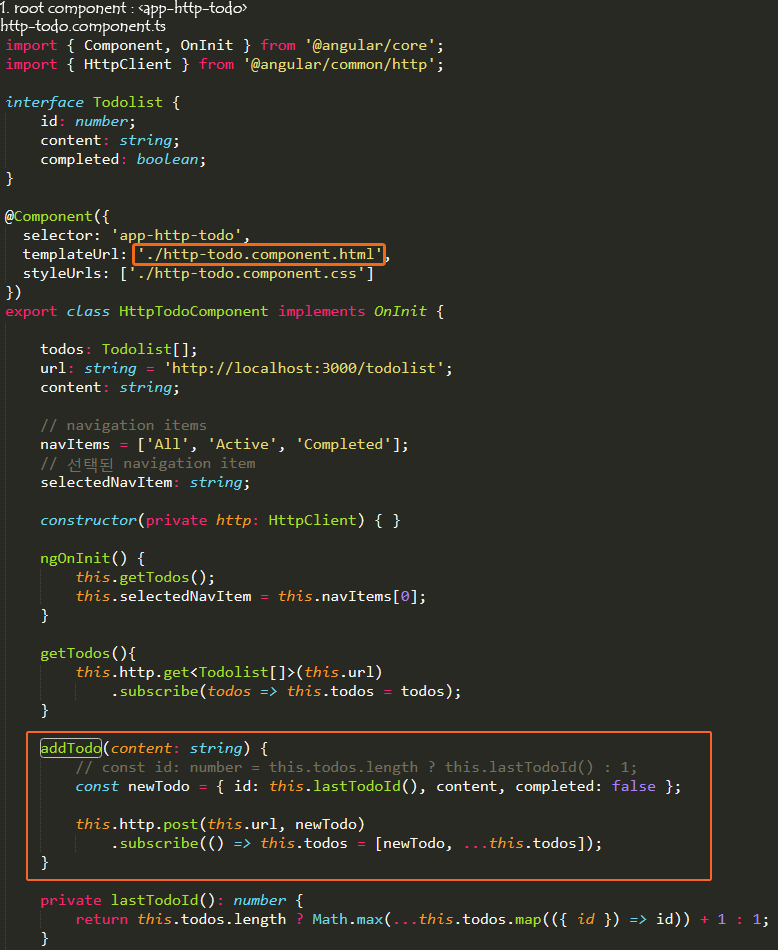 1. root component : <app-http-todo>
http-todo.component.ts
import { Component, OnInit } from '@angular/core';
import { HttpClient } from '@angular/common/http';

interface Todolist {
    id: number;
    content: string;
    completed: boolean;
}

@Component({
  selector: 'app-http-todo',
  templateUrl: './http-todo.component.html',
  styleUrls: ['./http-todo.component.css']
})
export class HttpTodoComponent implements OnInit {

    todos: Todolist[];
    url: string = 'http://localhost:3000/todolist';
    content: string;

    // navigation items
    navItems = ['All', 'Active', 'Completed'];
    // 선택된 navigation item
    selectedNavItem: string;

    constructor(private http: HttpClient) { }

    ngOnInit() {
        this.getTodos();
        this.selectedNavItem = this.navItems[0];
    }

    getTodos(){
        this.http.get<Todolist[]>(this.url)
            .subscribe(todos => this.todos = todos);
    }

    addTodo(content: string) {
        // const id: number = this.todos.length ? this.lastTodoId() : 1;
        const newTodo = { id: this.lastTodoId(), content, completed: false };

        this.http.post(this.url, newTodo)
            .subscribe(() => this.todos = [newTodo, ...this.todos]);
    }

    private lastTodoId(): number {
        return this.todos.length ? Math.max(...this.todos.map(({ id }) => id)) + 1 : 1;
    }